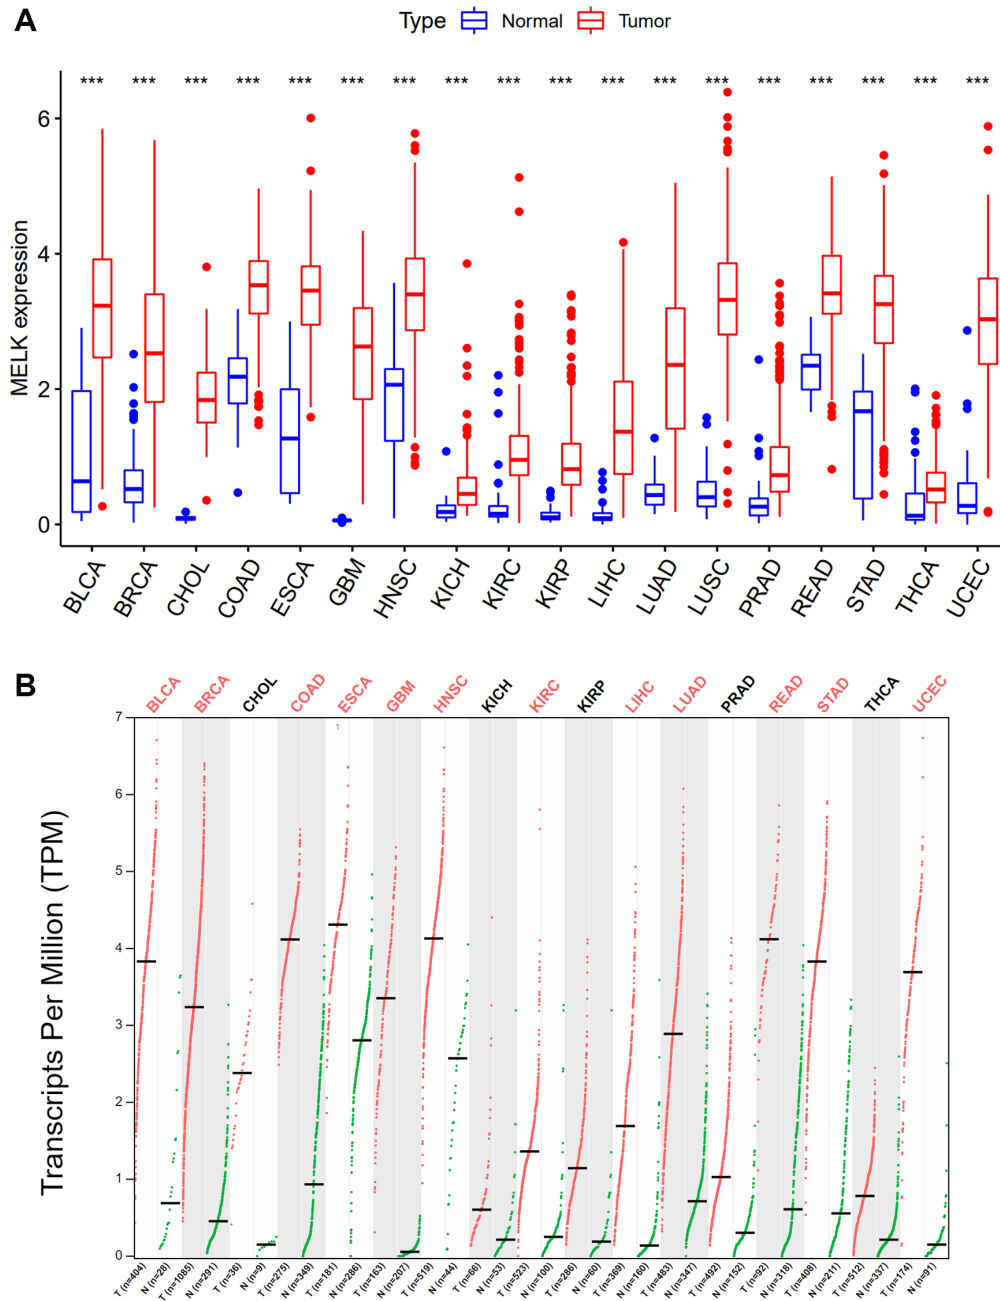 A
Type Normal Tumor
*** *** *** *** *** *** *** *** *** *** *** *** *** *** *** *** *** ***
MELK expression
6
4
2
0
BLCA BRCA CHOL COAD ESCA GBM HNSC KICH KIRC KIRP LIHC LUAD LUSC PRAD READ STAD THCA UCEC
B
BLCA BRCA CHOL COAD ESCA GBM HNSC KICH KIRC KIRP LIHC LUAD PRAD READ STAD THCA UCEC
Transcripts Per Million (TPM)
7
6
5
4
3
2
1
0
T (n=404) N (n=28) T (n=1085) N (n=291) T (n=36) N (n=9) T (n=275) N (n=349) T (n=181) N (n=286) T (n=163) N (n=207) T (n=519) N (n=44) T (n=66) N (n=53) T (n=523) N (n=100) T (n=286) N (n=60) T (n=369) N (n=160) T (n=483) N (n=347) T (n=492) N (n=152) T (n=92) N (n=318) T (n=408) N (n=211) T (n=512) N (n=337) T (n=174) N (n=91)